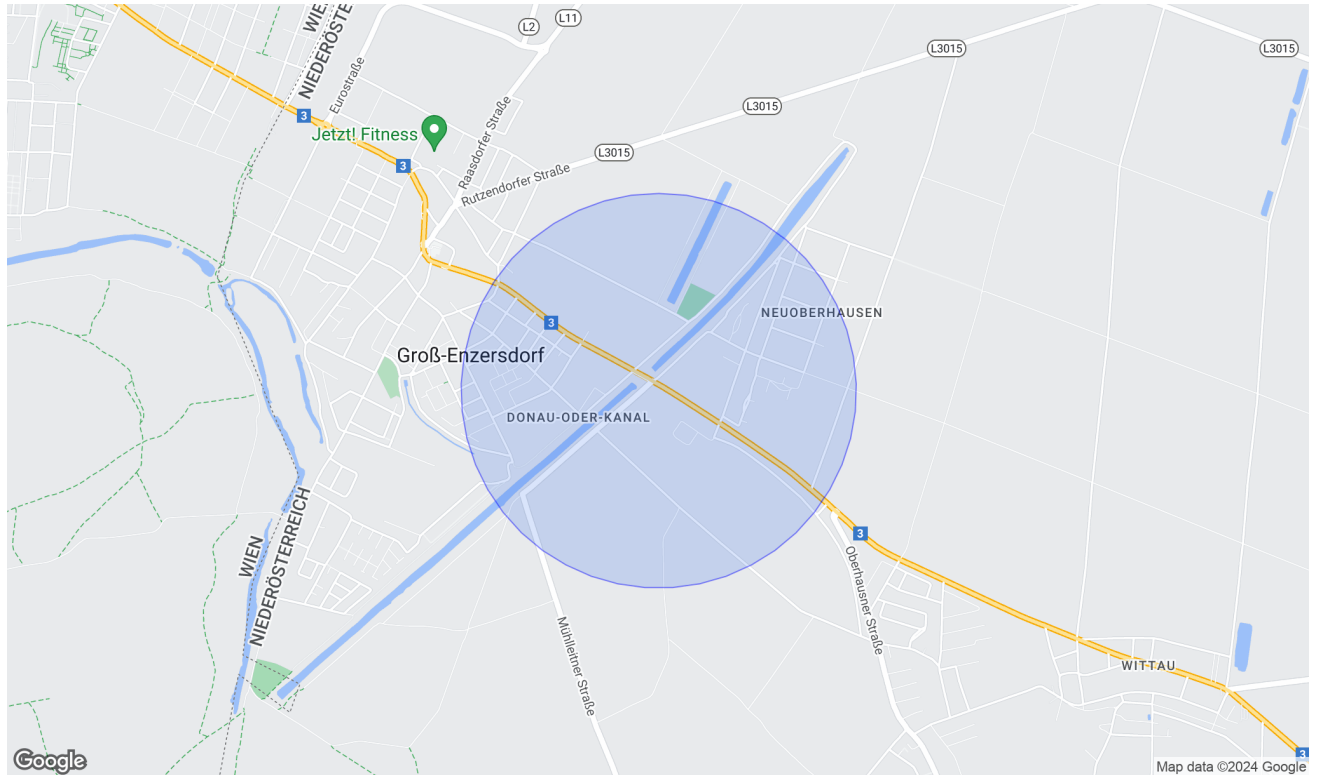 L2
L11
WIEN
NIEDERÖSTE
L3015
L3015
Eurostraße
3
Jetzt! Fitness
Raasdorfer Straße
L3015
3
L3015
Rutzendorfer Straße
3
NEUOBERHAUSEN
Groß-Enzersdorf
DONAU-ODER-KANAL
WIEN
NIEDERÖSTERREICH
3
Oberhausner Straße
Mühlleitner Straße
WITTAU
3
Google
Map data ©2024 Google